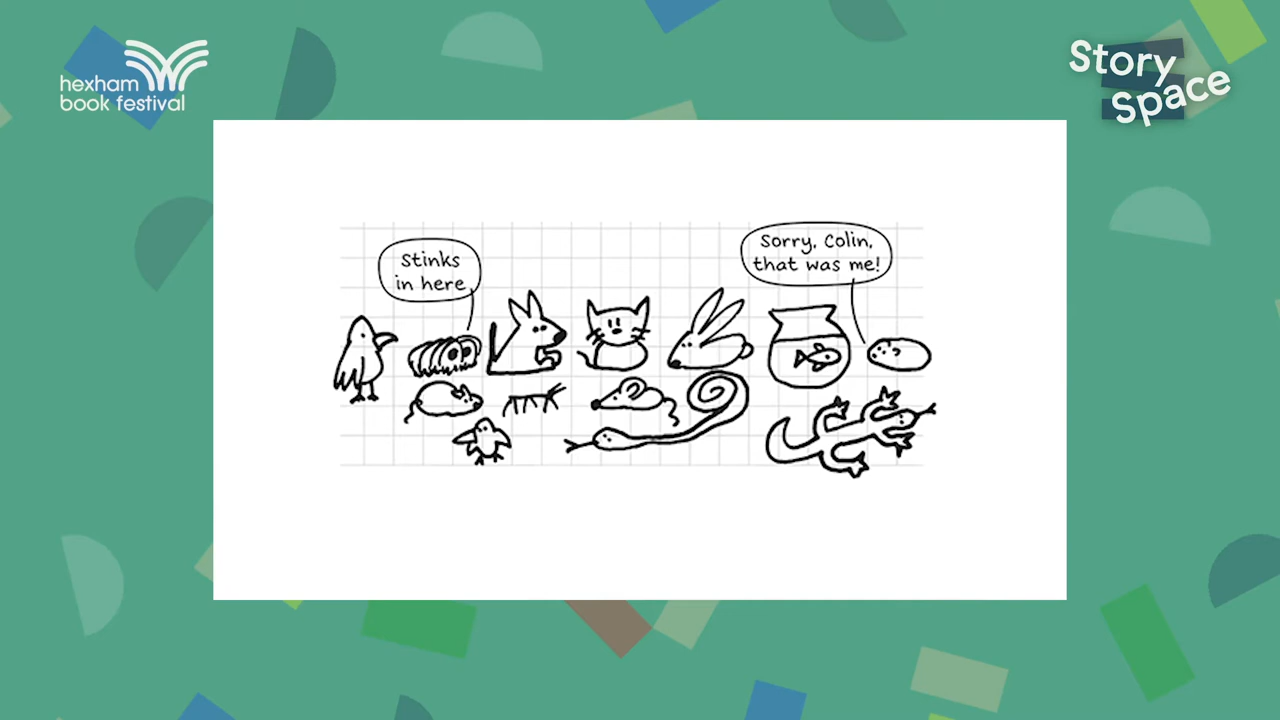 hexham
book festival
Story
Space
Stinks
in here
Sorry, Colin,
that was me!